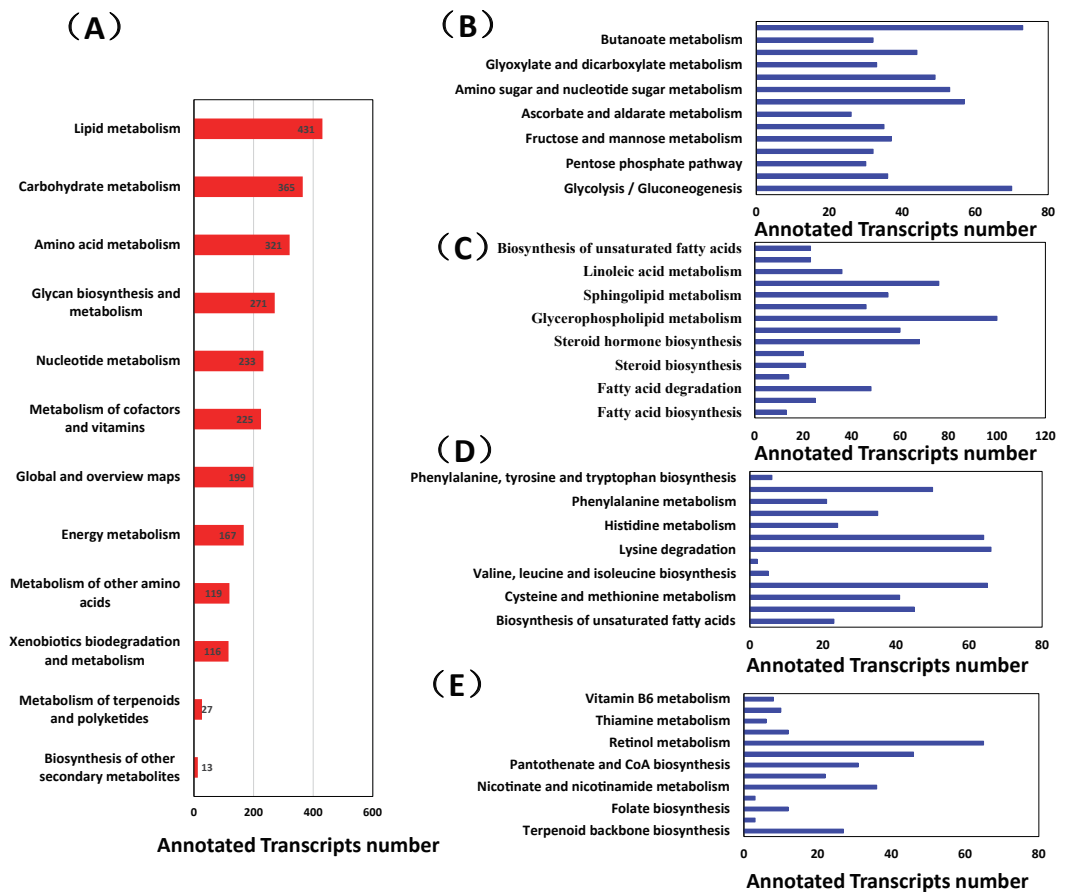 （A）
Lipid metabolism
431
Carbohydrate metabolism
365
Amino acid metabolism
321
Glycan biosynthesis and
metabolism
271
Nucleotide metabolism
233
Metabolism of cofactors
and vitamins
225
Global and overview maps
199
Energy metabolism
167
Metabolism of other amino
acids
119
Xenobiotics biodegradation
and metabolism
116
Metabolism of terpenoids
and polyketides
27
Biosynthesis of other
secondary metabolites
13
0 200 400 600
Annotated Transcripts number
（B）
Butanoate metabolism
Glyoxylate and dicarboxylate metabolism
Amino sugar and nucleotide sugar metabolism
Ascorbate and aldarate metabolism
Fructose and mannose metabolism
Pentose phosphate pathway
Glycolysis / Gluconeogenesis
0 20 40 60 80
Annotated Transcripts number
（C）
Biosynthesis of unsaturated fatty acids
Linoleic acid metabolism
Sphingolipid metabolism
Glycerophospholipid metabolism
Steroid hormone biosynthesis
Steroid biosynthesis
Fatty acid degradation
Fatty acid biosynthesis
0 20 40 60 80 100 120
Annotated Transcripts number
（D）
Phenylalanine, tyrosine and tryptophan biosynthesis
Phenylalanine metabolism
Histidine metabolism
Lysine degradation
Valine, leucine and isoleucine biosynthesis
Cysteine and methionine metabolism
Biosynthesis of unsaturated fatty acids
0 20 40 60 80
Annotated Transcripts number
（E）
Vitamin B6 metabolism
Thiamine metabolism
Retinol metabolism
Pantothenate and CoA biosynthesis
Nicotinate and nicotinamide metabolism
Folate biosynthesis
Terpenoid backbone biosynthesis
0 20 40 60 80
Annotated Transcripts number